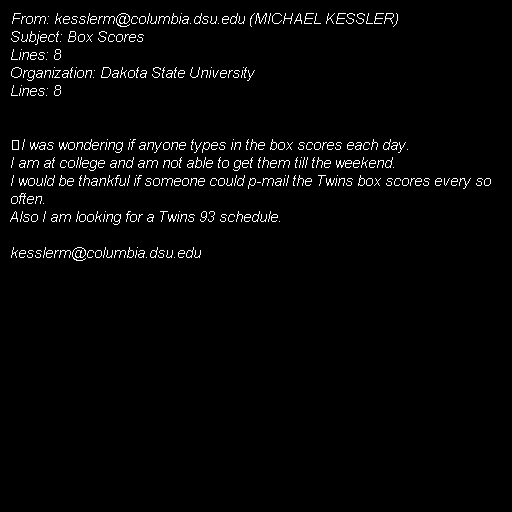 From: kesslerm@columbia.dsu.edu (MICHAEL KESSLER)
Subject: Box Scores
Lines: 8
Organization: Dakota State University
Lines: 8
I was wondering if anyone types in the box scores each day.
I am at college and am not able to get them till the weekend.
I would be thankful if someone could p-mail the Twins box scores every so
often.
Also I am looking for a Twins 93 schedule.
kesslerm@columbia.dsu.edu